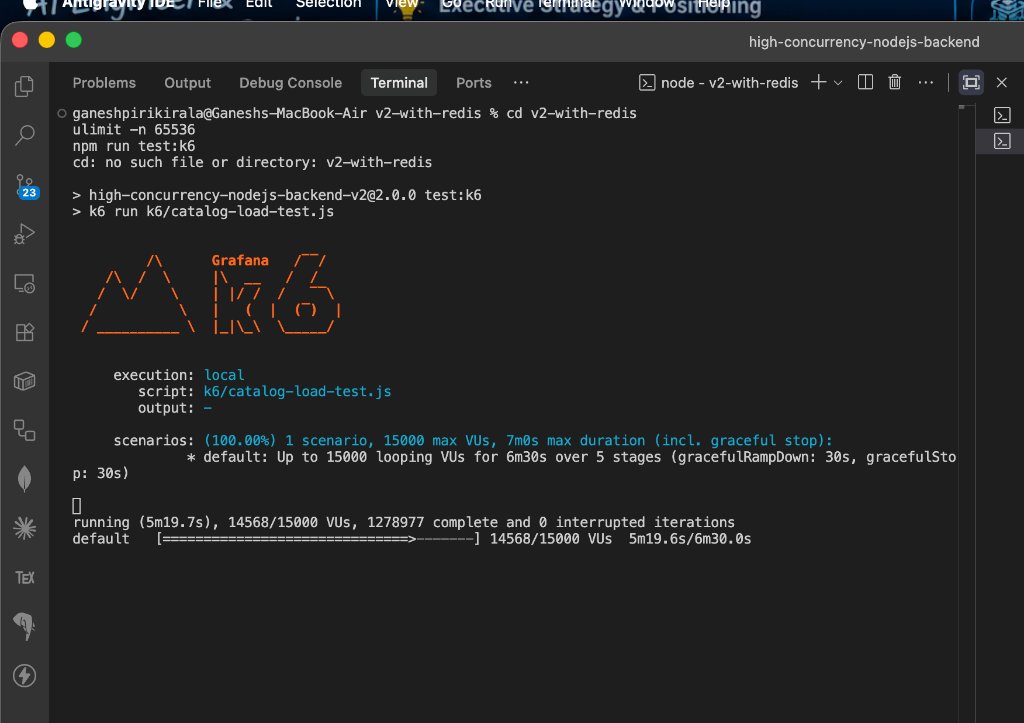 Antigravity IDE File Edit Selection View Go Run Terminal Window Help
Executive Strategy & Positioning
high-concurrency-nodejs-backend
Problems Output Debug Console Terminal Ports ··· node - v2-with-redis
ganeshpirikirala@Ganeshs-MacBook-Air v2-with-redis % cd v2-with-redis
ulimit -n 65536
npm run test:k6
cd: no such file or directory: v2-with-redis
23
> high-concurrency-nodejs-backend-v2@2.0.0 test:k6
> k6 run k6/catalog-load-test.js
Grafana
k6
execution: local
script: k6/catalog-load-test.js
output: -
scenarios: (100.00%) 1 scenario, 15000 max VUs, 7m0s max duration (incl. graceful stop):
* default: Up to 15000 looping VUs for 6m30s over 5 stages (gracefulRampDown: 30s, gracefulSto
p: 30s)
running (5m19.7s), 14568/15000 VUs, 1278977 complete and 0 interrupted iterations
default [==============================>-------] 14568/15000 VUs 5m19.6s/6m30.0s
TEX